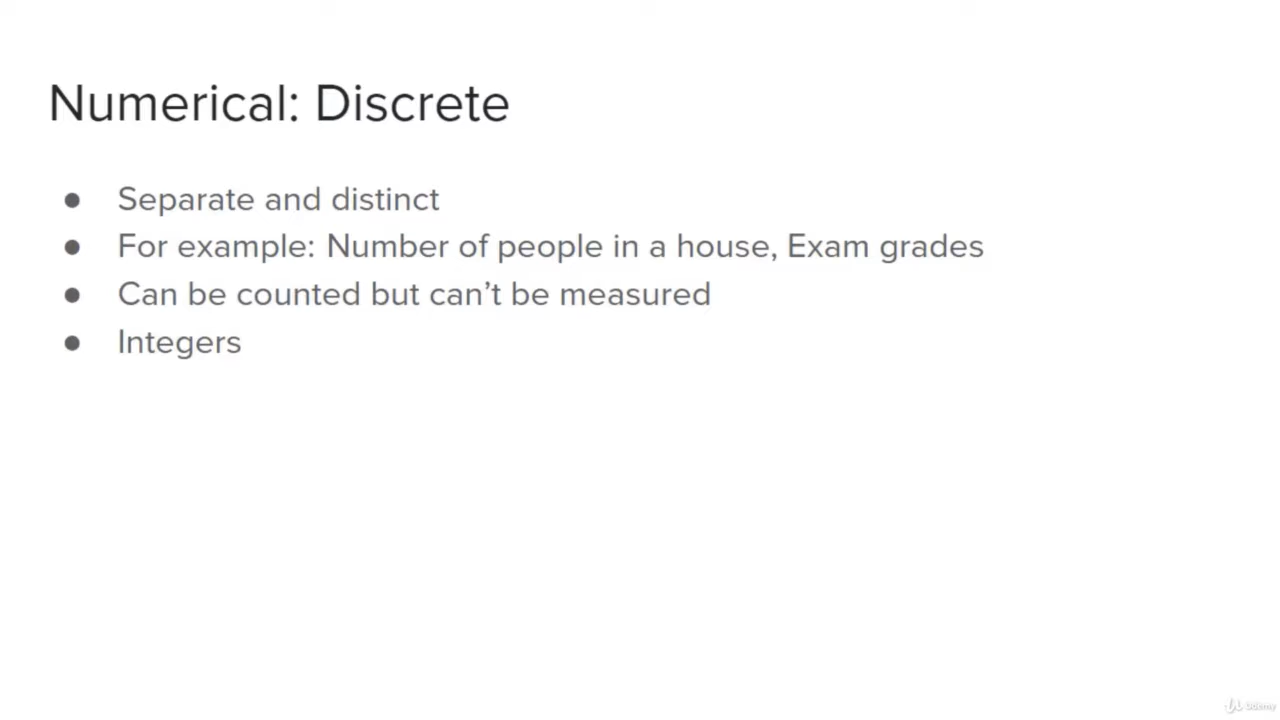 Numerical: Discrete
● Separate and distinct
● For example: Number of people in a house, Exam grades
● Can be counted but can’t be measured
● Integers
Udemy